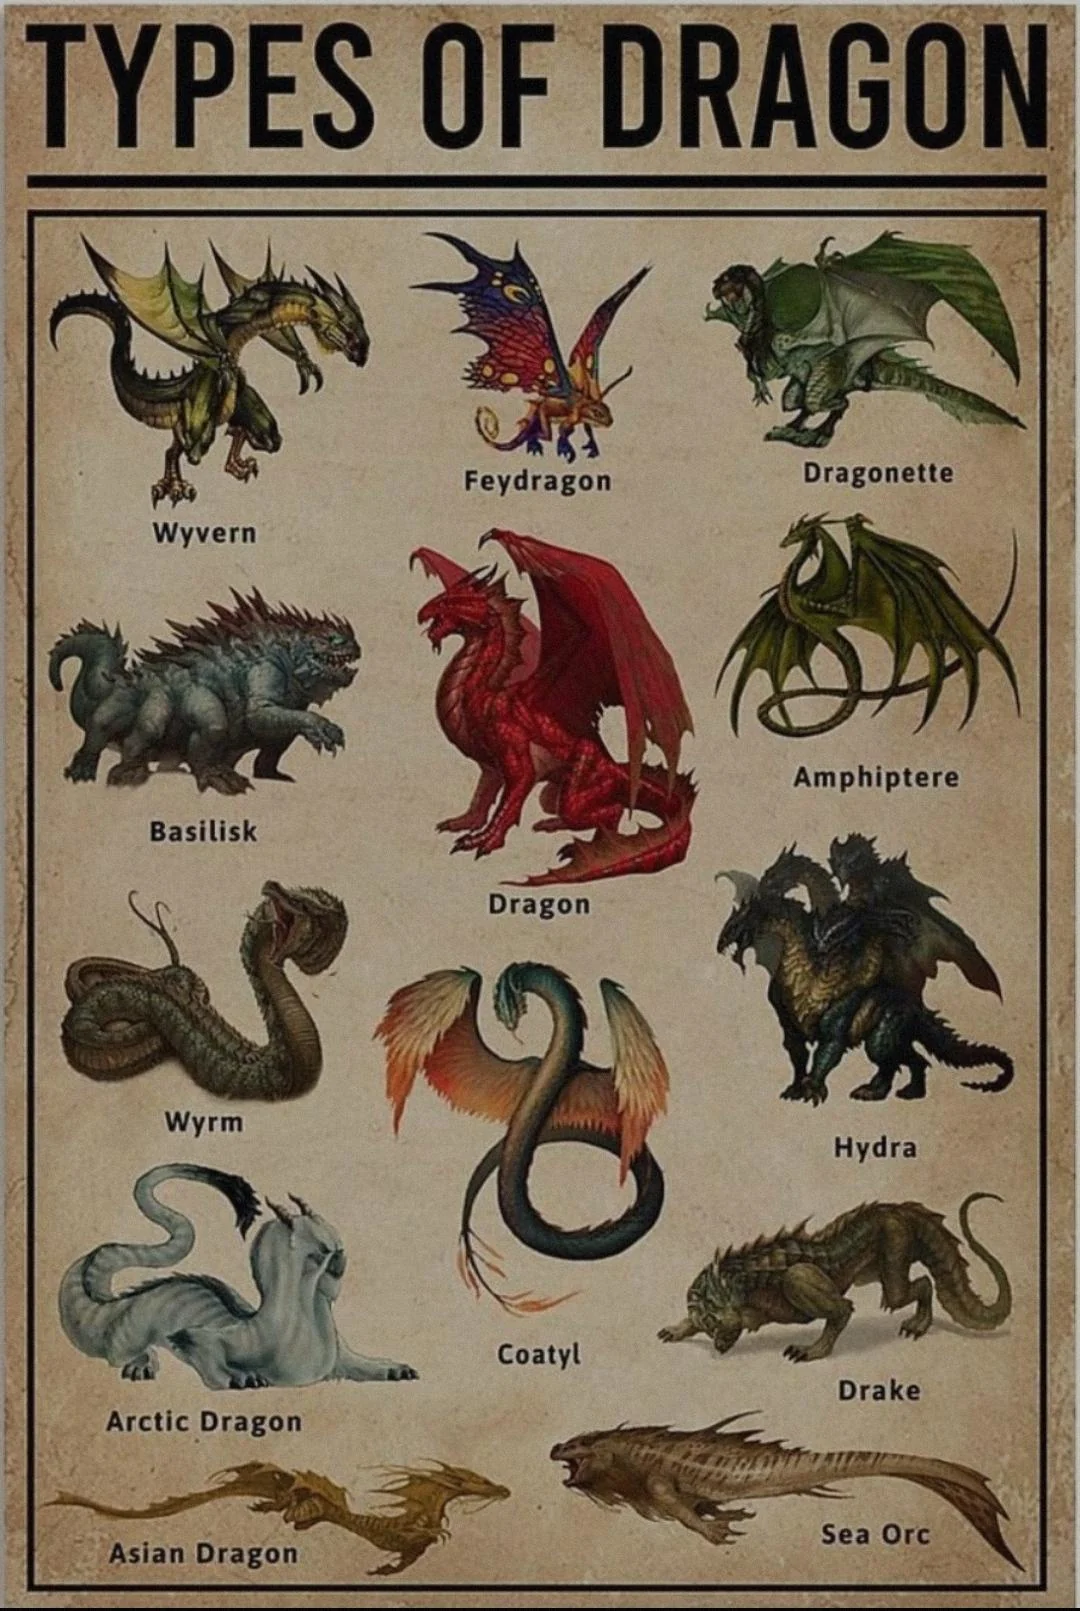 TYPES OF DRAGON
Wyvern
Feydragon
Dragonette
Basilisk
Dragon
Amphiptere
Wyrm
Coatyl
Hydra
Arctic Dragon
Drake
Asian Dragon
Sea Orc